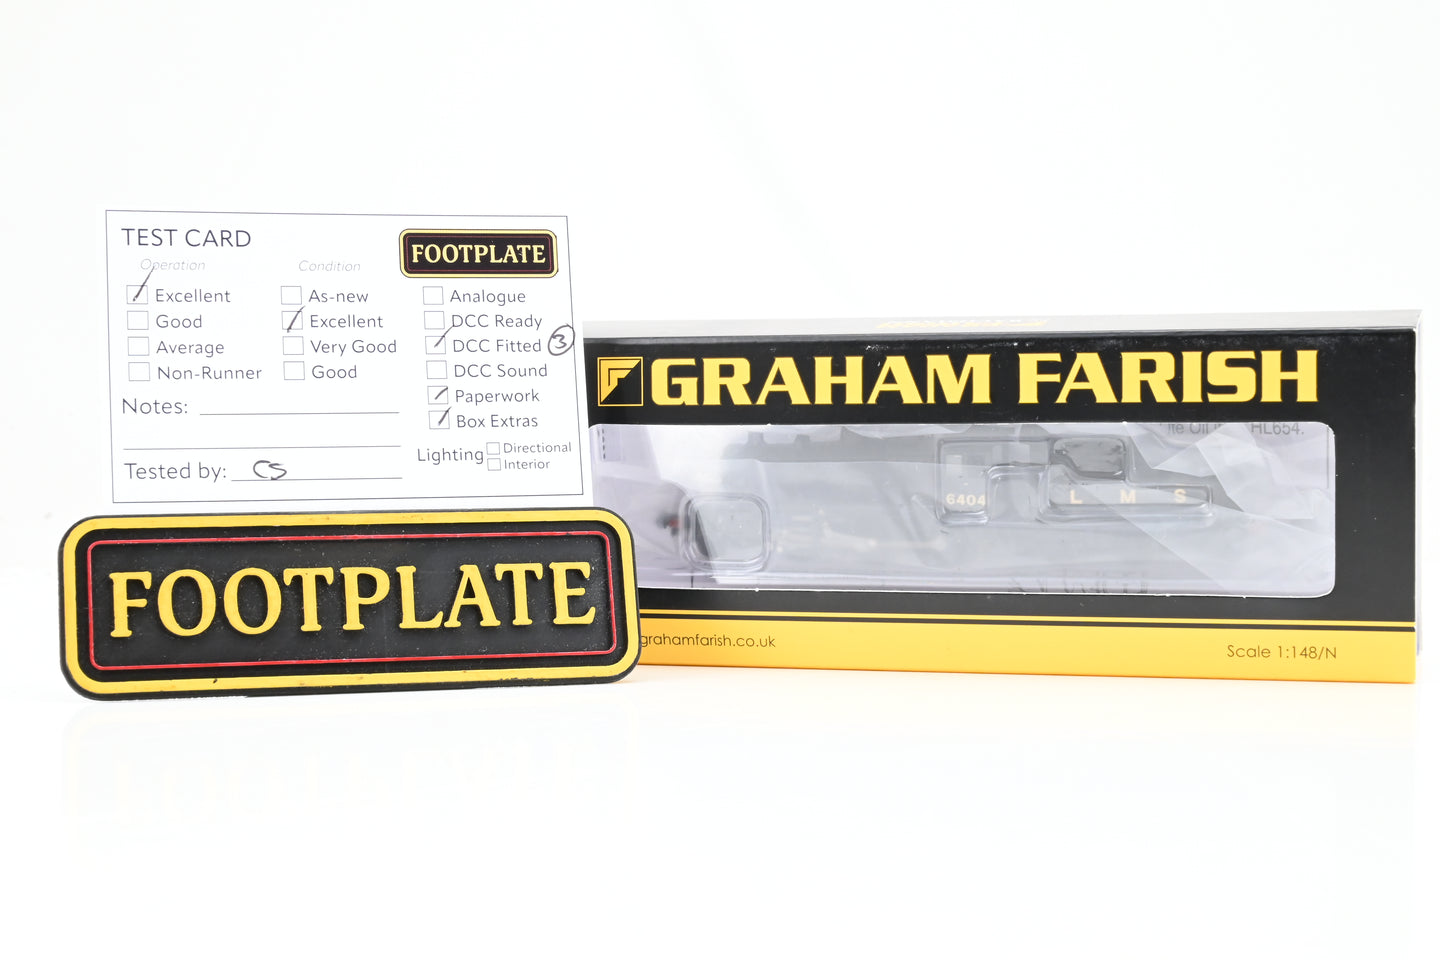 TEST CARD
FOOTPLATE
Operation
Excellent
Good
Average
Non-Runner
Condition
As-new
Excellent
Very Good
Good
Analogue
DCC Ready
DCC Fitted 3
DCC Sound
Paperwork
Box Extras
Lighting
Directional
Interior
Notes:
Tested by: CS
FOOTPLATE
GRAHAM FARISH
HL654.
6404
L M S
grahamfarish.co.uk
Scale 1:148/N